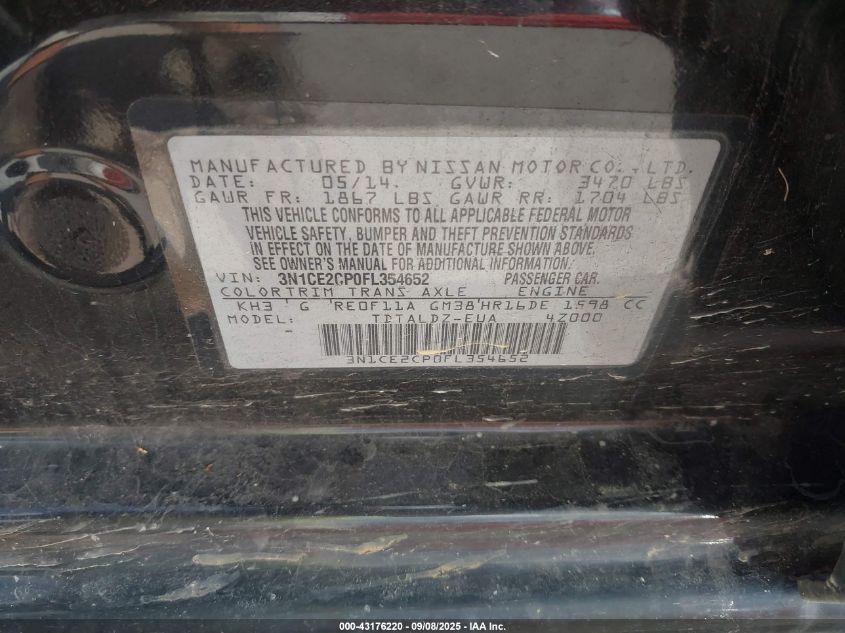 MANUFACTURED BY NISSAN MOTOR CO., LTD.
DATE: 05/14. GVWR: 3470 LBS
GAWR FR: 1867 LBS GAWR RR: 1704 LBS
THIS VEHICLE CONFORMS TO ALL APPLICABLE FEDERAL MOTOR
VEHICLE SAFETY, BUMPER AND THEFT PREVENTION STANDARDS
IN EFFECT ON THE DATE OF MANUFACTURE SHOWN ABOVE.
SEE OWNER'S MANUAL FOR ADDITIONAL INFORMATION.
VIN: 3N1CE2CP0FL354652 PASSENGER CAR.
COLOR TRIM TRANS. AXLE ENGINE
KH3 G RE0F11A GM38 HR16DE 1598 CC
MODEL: TDTALDZ-EUA 4Z000
3N1CE2CP0FL354652
000-43176220 - 09/08/2025 - IAA, Inc.